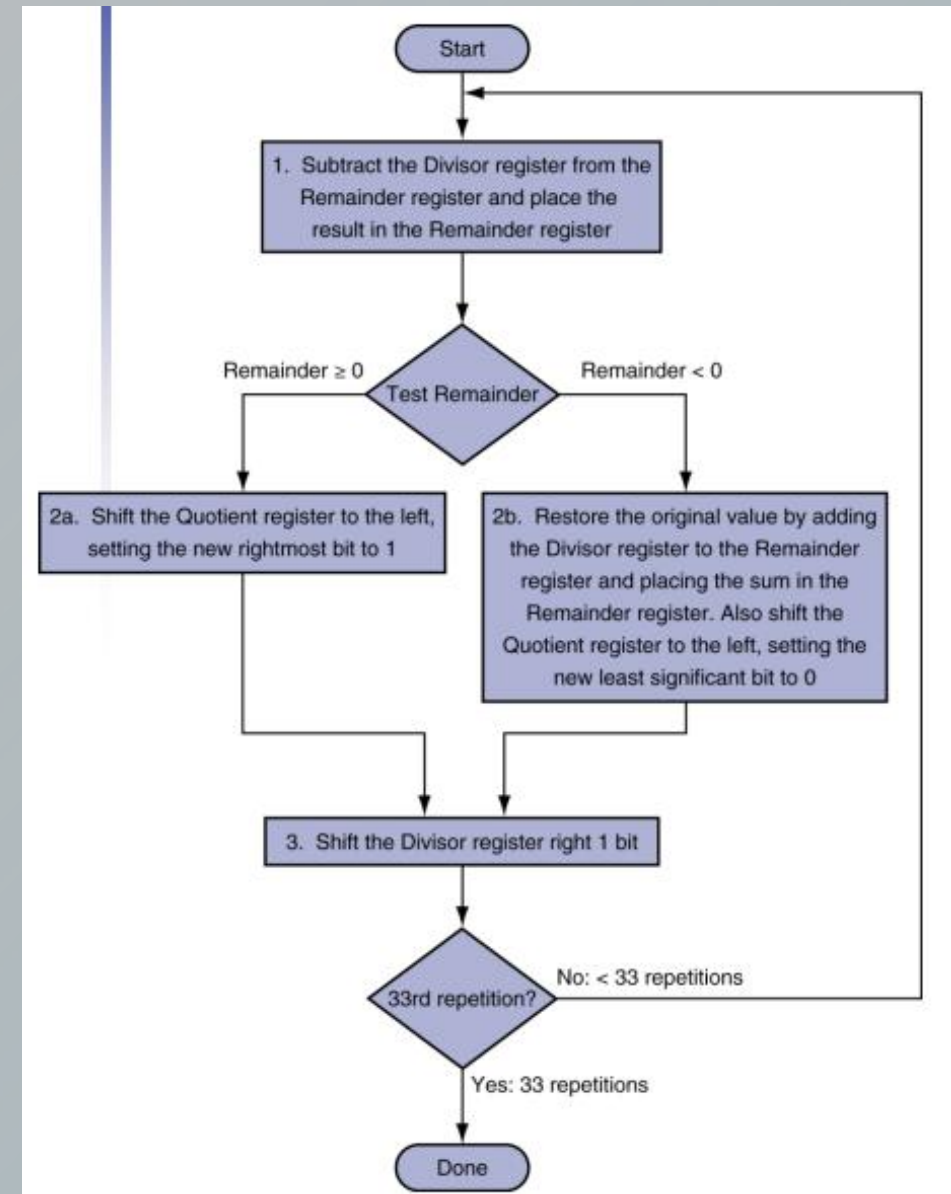 Start
1. Subtract the Divisor register from the
Remainder register and place the
result in the Remainder register
Remainder ≥ 0
Test Remainder
Remainder < 0
2a. Shift the Quotient register to the left,
setting the new rightmost bit to 1
2b. Restore the original value by adding
the Divisor register to the Remainder
register and placing the sum in the
Remainder register. Also shift the
Quotient register to the left, setting the
new least significant bit to 0
3. Shift the Divisor register right 1 bit
33rd repetition?
No: < 33 repetitions
Yes: 33 repetitions
Done